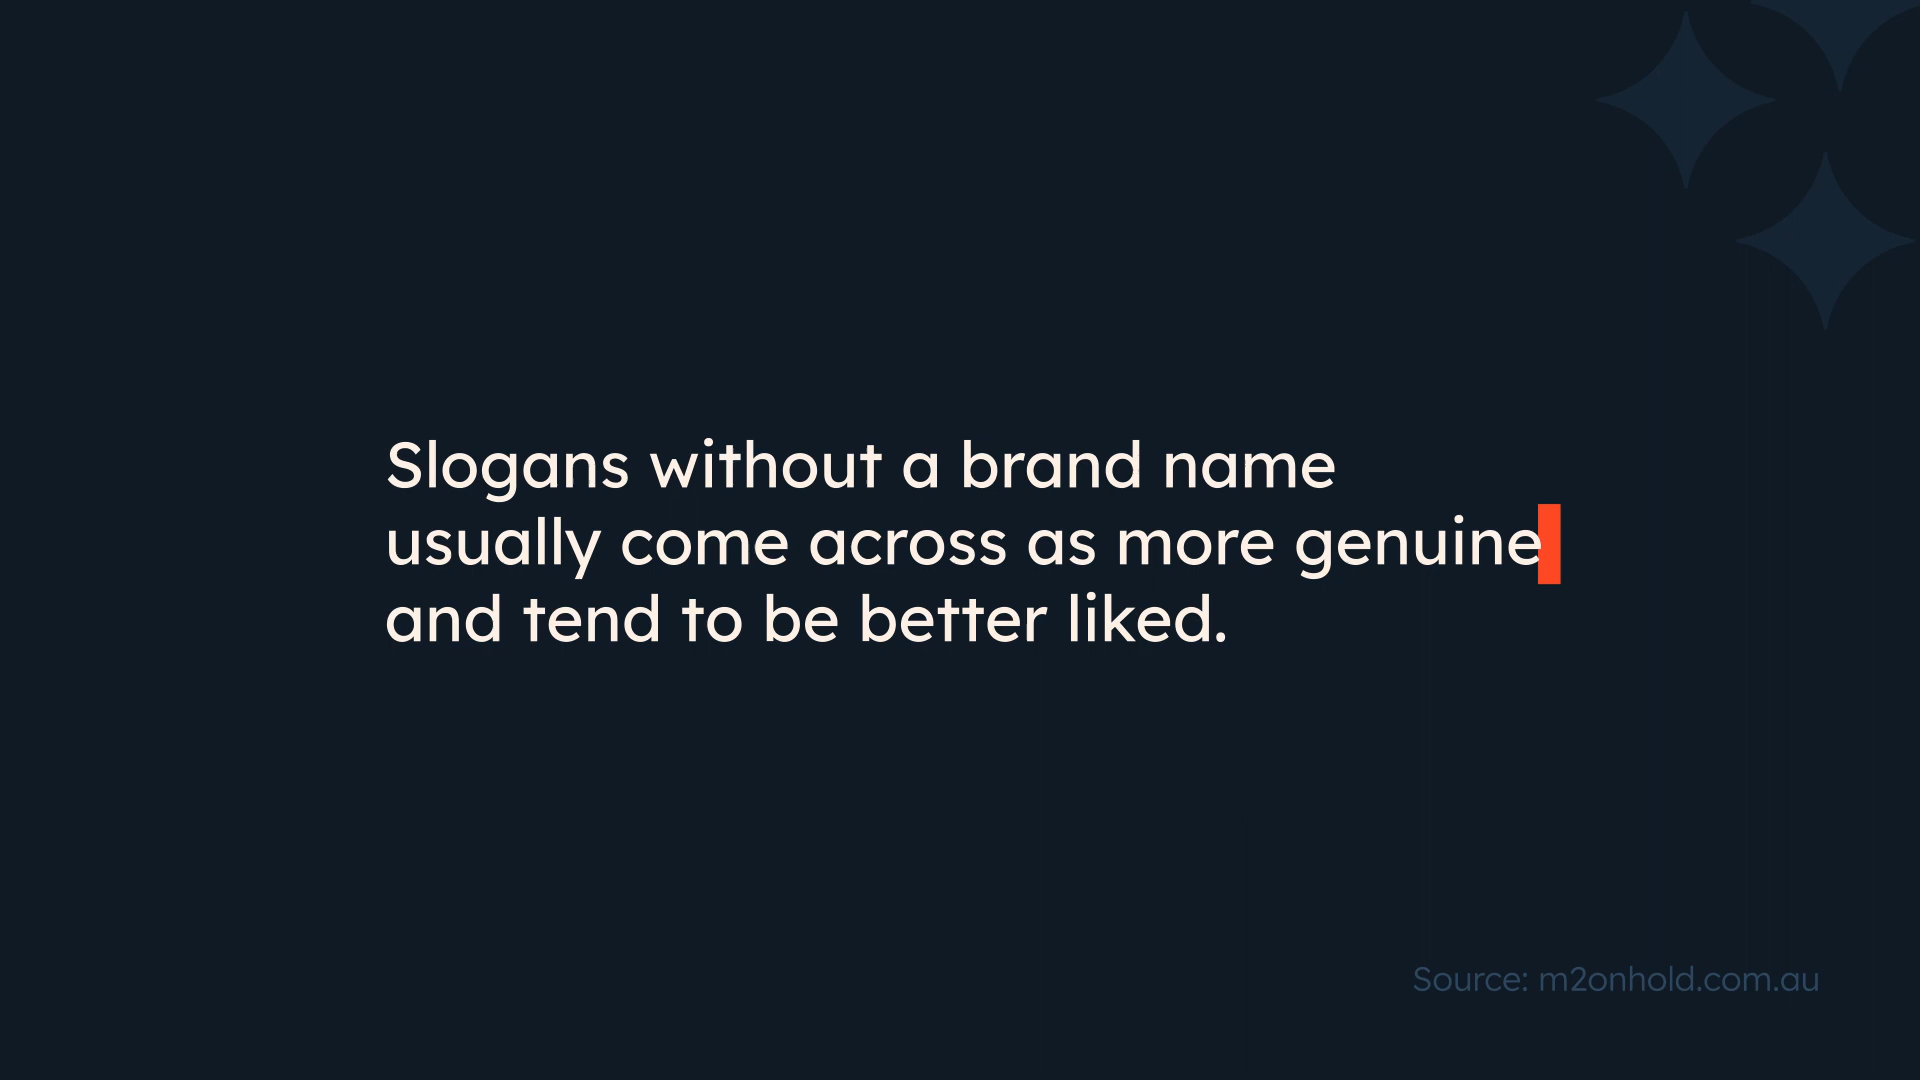 Slogans without a brand name
usually come across as more genuine
and tend to be better liked.
Source: m2onhold.com.au